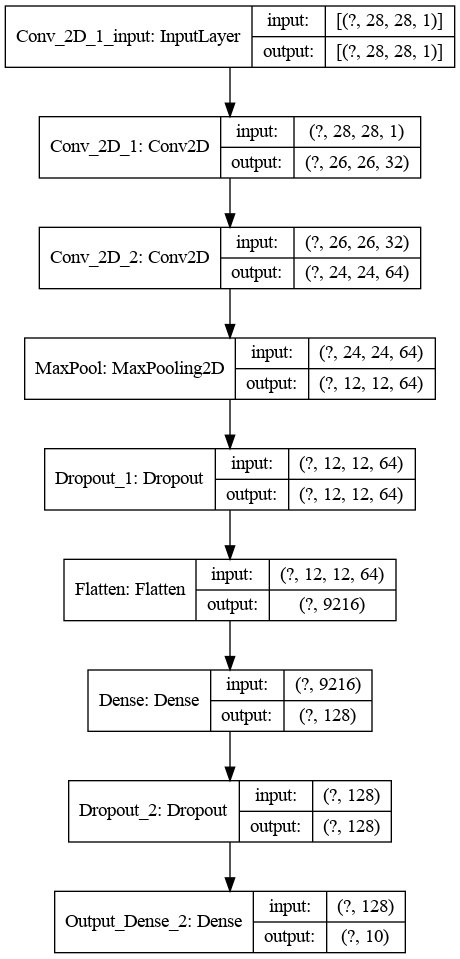 Conv_2D_1_input: InputLayer
input: [(?, 28, 28, 1)]
output: [(?, 28, 28, 1)]
Conv_2D_1: Conv2D
input: (?, 28, 28, 1)
output: (?, 26, 26, 32)
Conv_2D_2: Conv2D
input: (?, 26, 26, 32)
output: (?, 24, 24, 64)
MaxPool: MaxPooling2D
input: (?, 24, 24, 64)
output: (?, 12, 12, 64)
Dropout_1: Dropout
input: (?, 12, 12, 64)
output: (?, 12, 12, 64)
Flatten: Flatten
input: (?, 12, 12, 64)
output: (?, 9216)
Dense: Dense
input: (?, 9216)
output: (?, 128)
Dropout_2: Dropout
input: (?, 128)
output: (?, 128)
Output_Dense_2: Dense
input: (?, 128)
output: (?, 10)